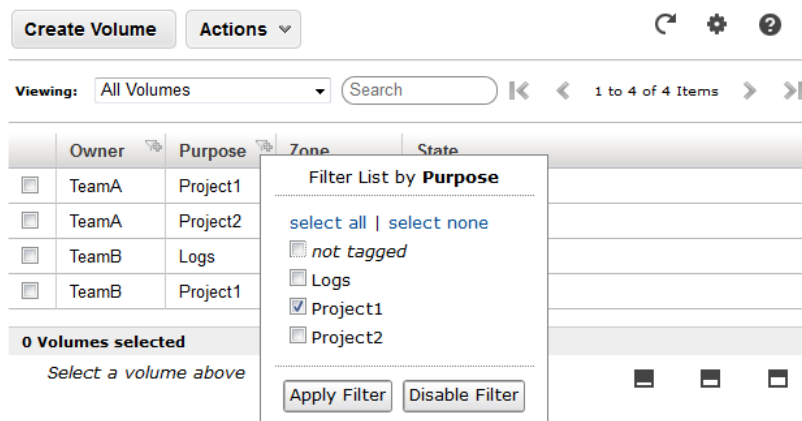 Create Volume Actions
Viewing: All Volumes Search 1 to 4 of 4 Items
Owner Purpose Zone State
TeamA Project1
TeamA Project2
TeamB Logs
TeamB Project1
Filter List by Purpose
select all | select none
not tagged
Logs
Project1
Project2
Apply Filter Disable Filter
0 Volumes selected
Select a volume above